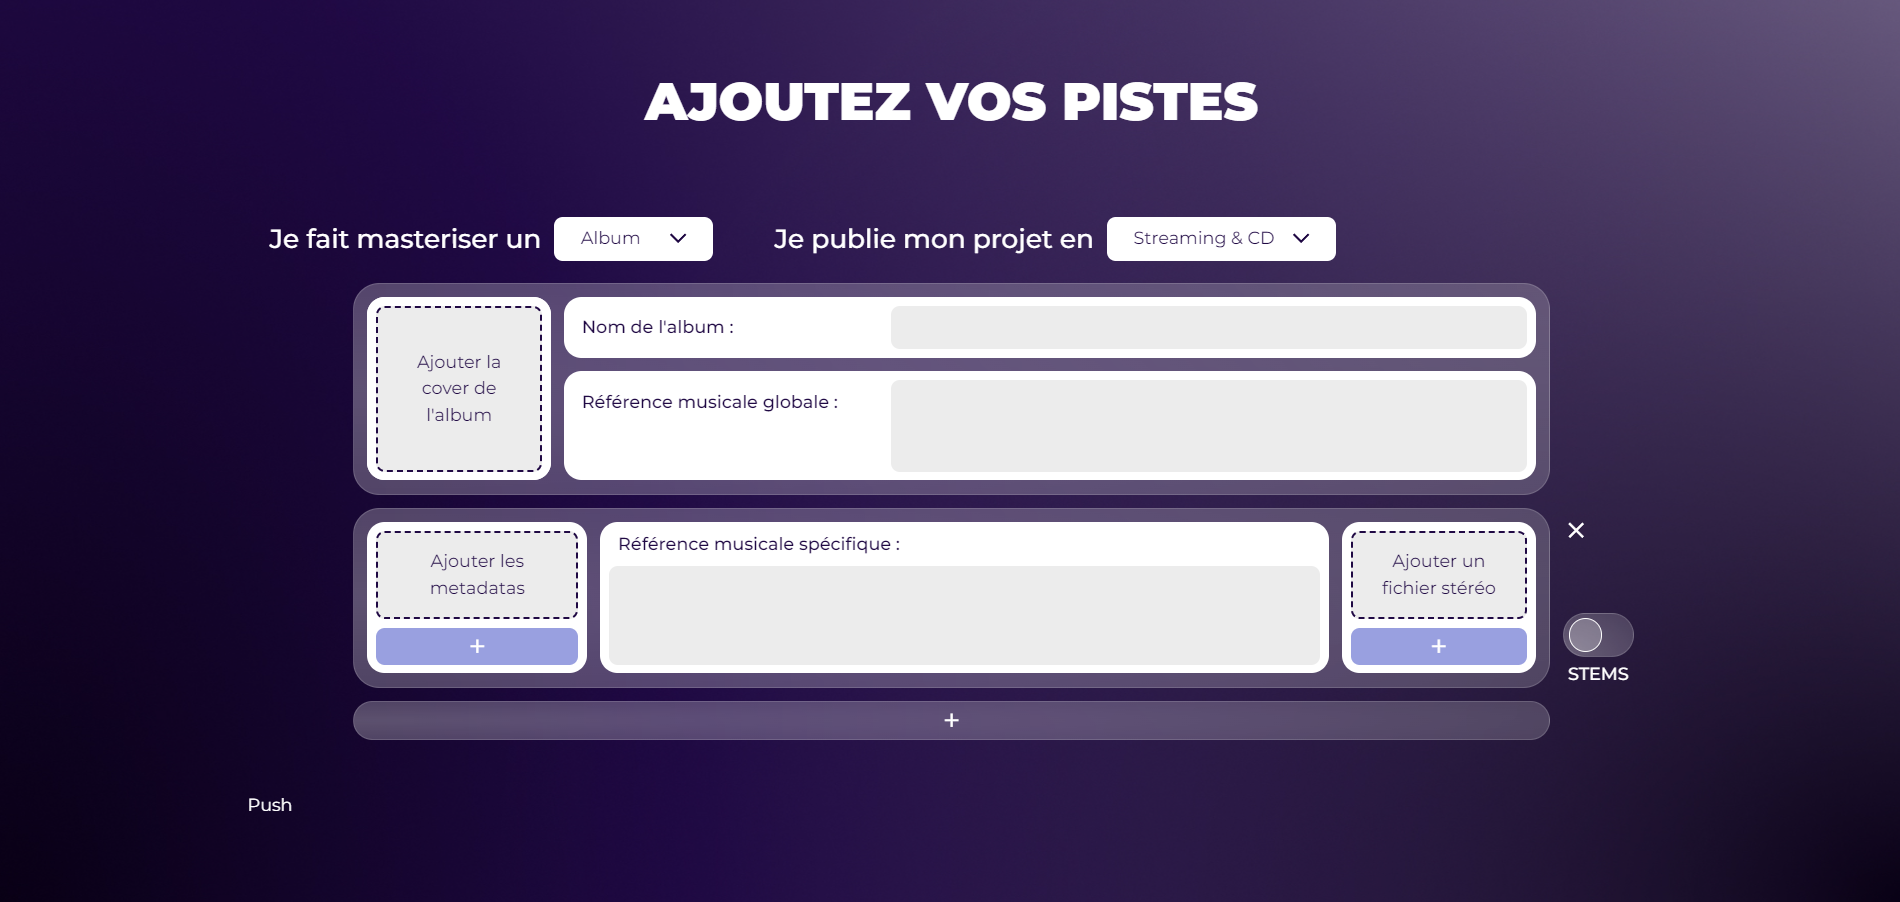 AJOUTEZ VOS PISTES
Je fait masteriser un
Album
Je publie mon projet en
Streaming & CD
Ajouter la
cover de
l'album
Nom de l'album :
Référence musicale globale :
Ajouter les
metadatas
+
Référence musicale spécifique :
Ajouter un
fichier stéréo
+
STEMS
+
Push